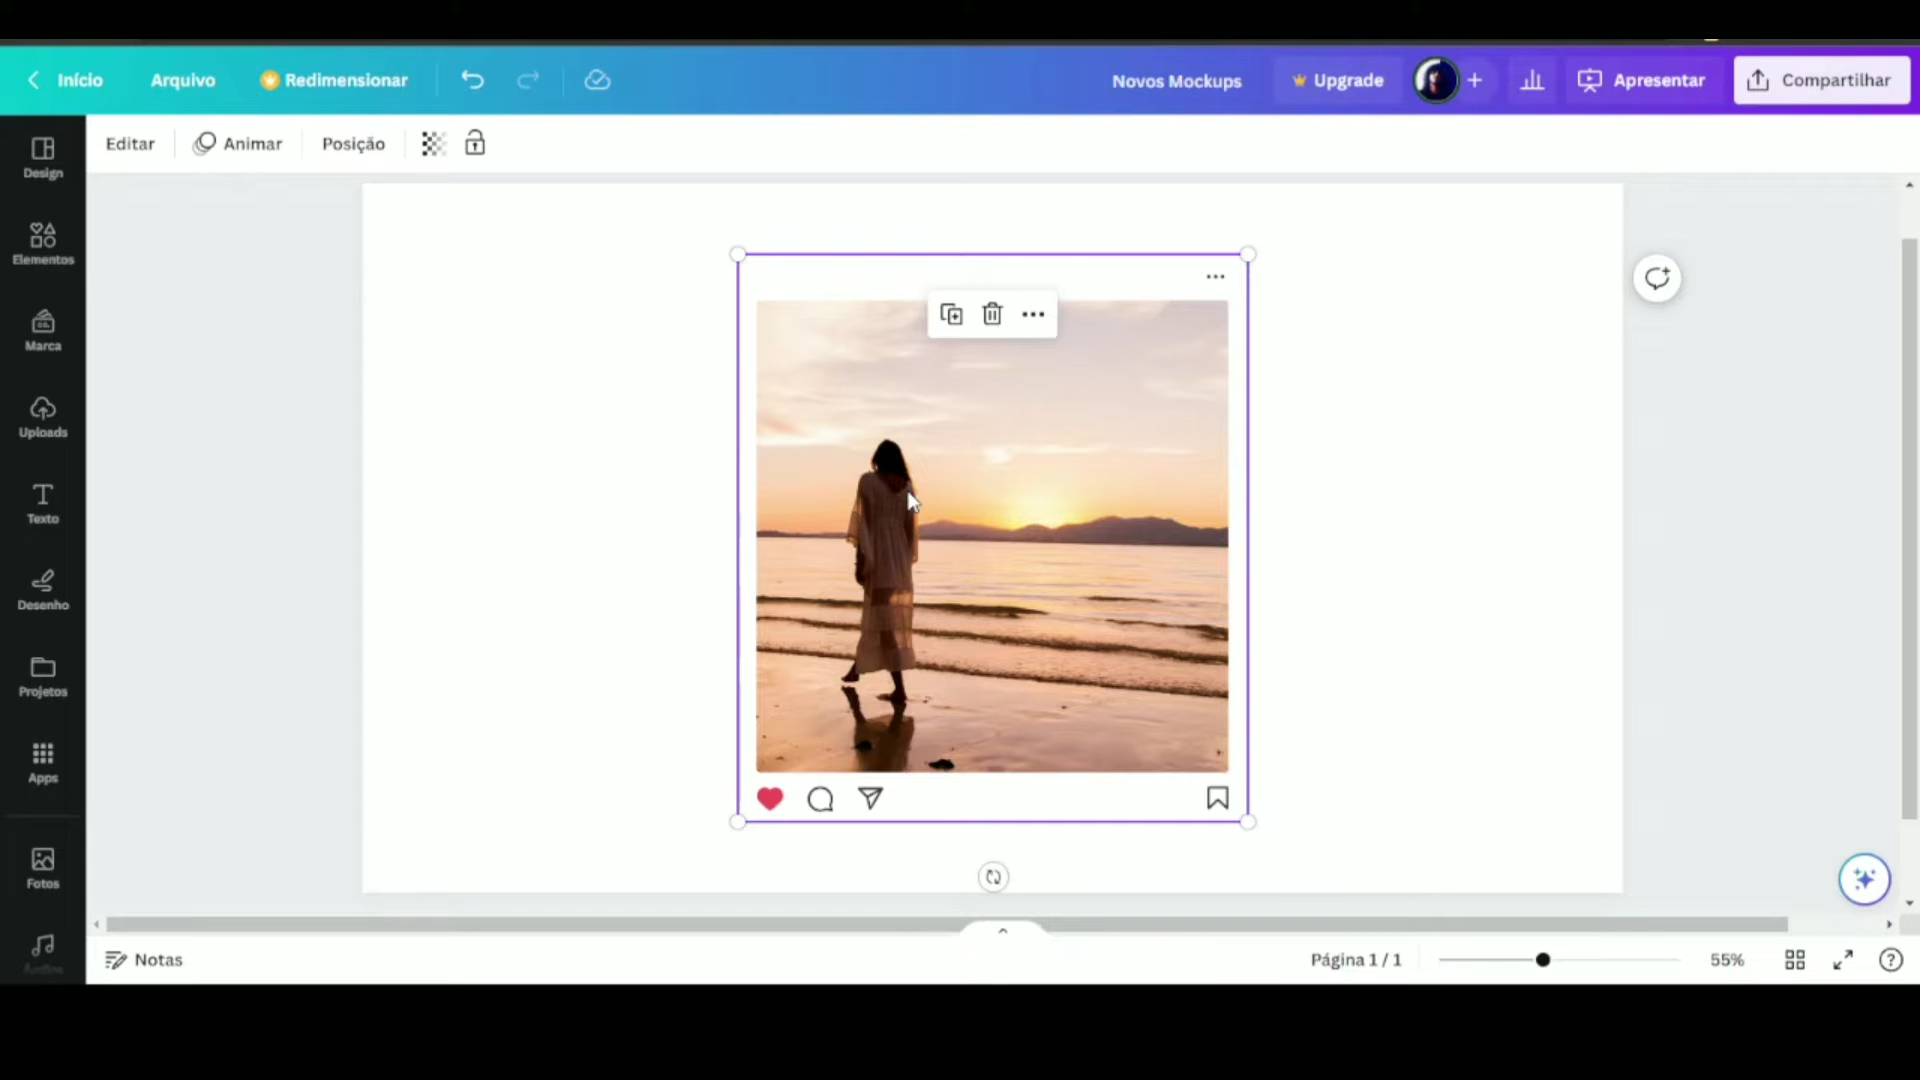 Início
Arquivo
Redimensionar
Novos Mockups
Upgrade
Apresentar
Compartilhar
Editar
Animar
Posição
Design
Elementos
Marca
Uploads
Texto
Desenho
Projetos
Apps
Fotos
Notas
Página 1 / 1
55%